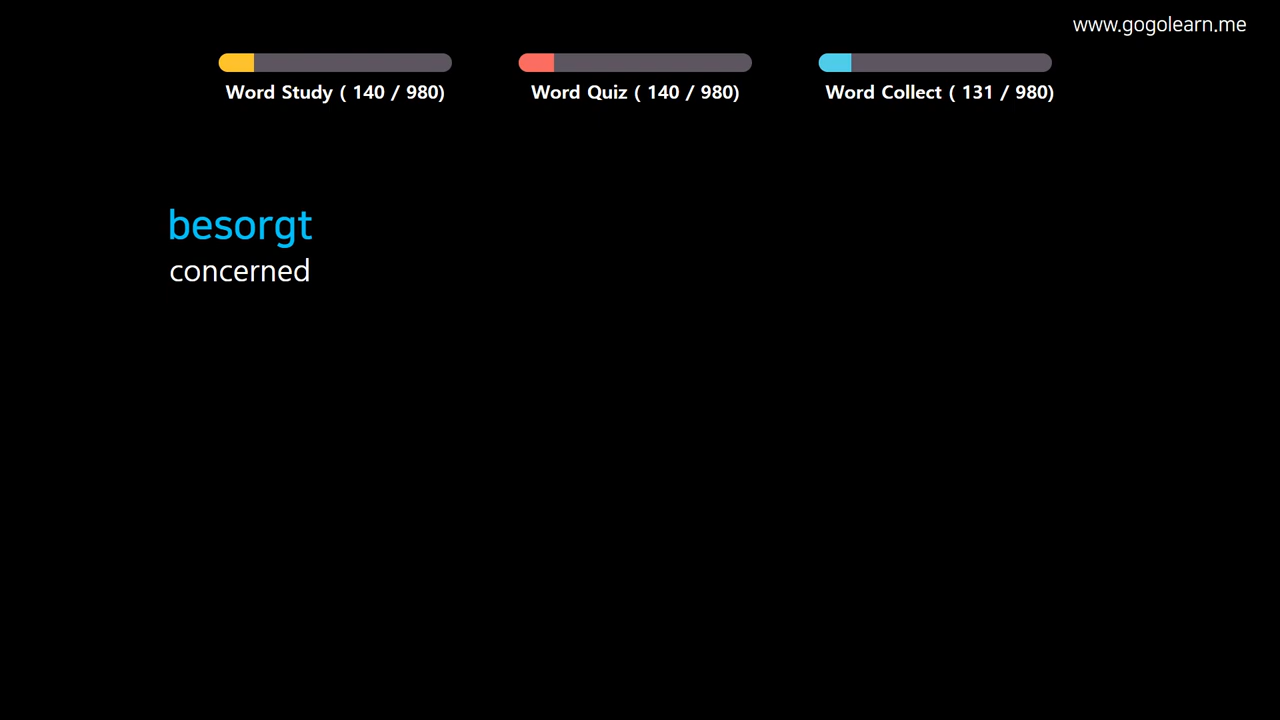 www.gogolearn.me
Word Study ( 140 / 980)
Word Quiz ( 140 / 980)
Word Collect ( 131 / 980)
besorgt
concerned